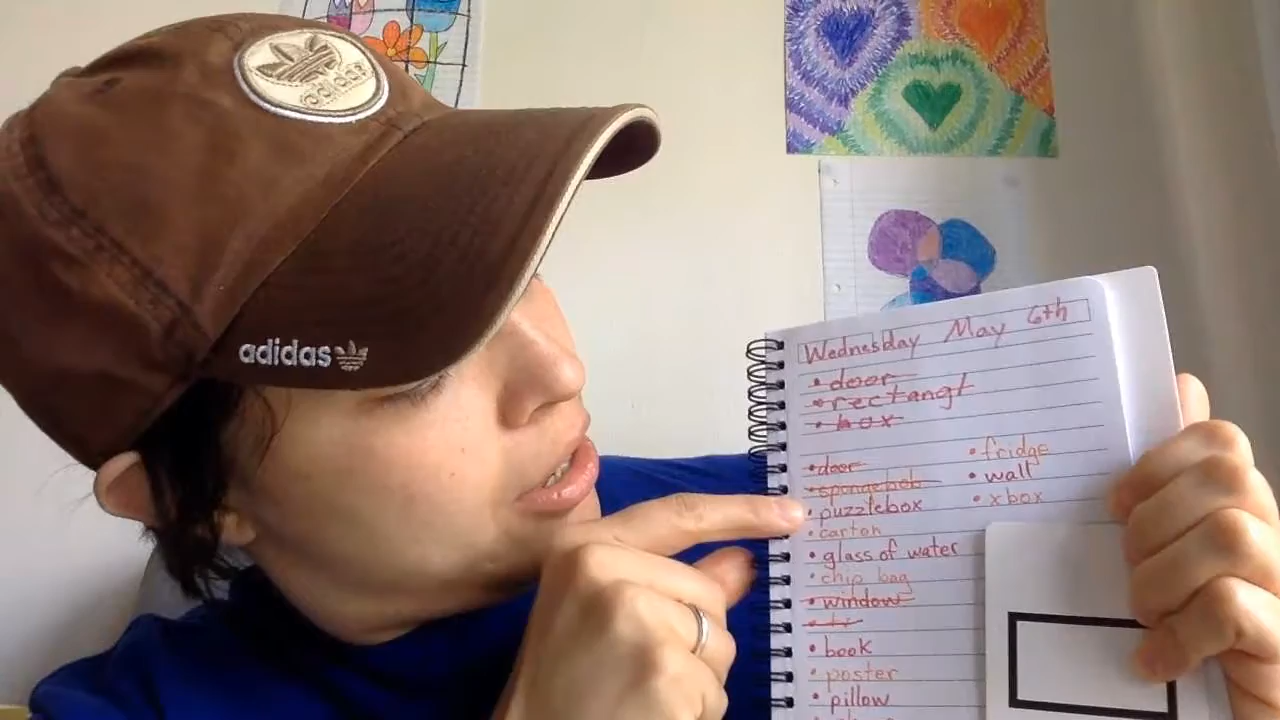 adidas
adidas
Wednesday May 6th
• door
• rectangl
• box
• door
• spongebob
• puzzlebox
• carton
• glass of water
• chip bag
• window
• tv
• book
• poster
• pillow
• fridge
• wall
• xbox